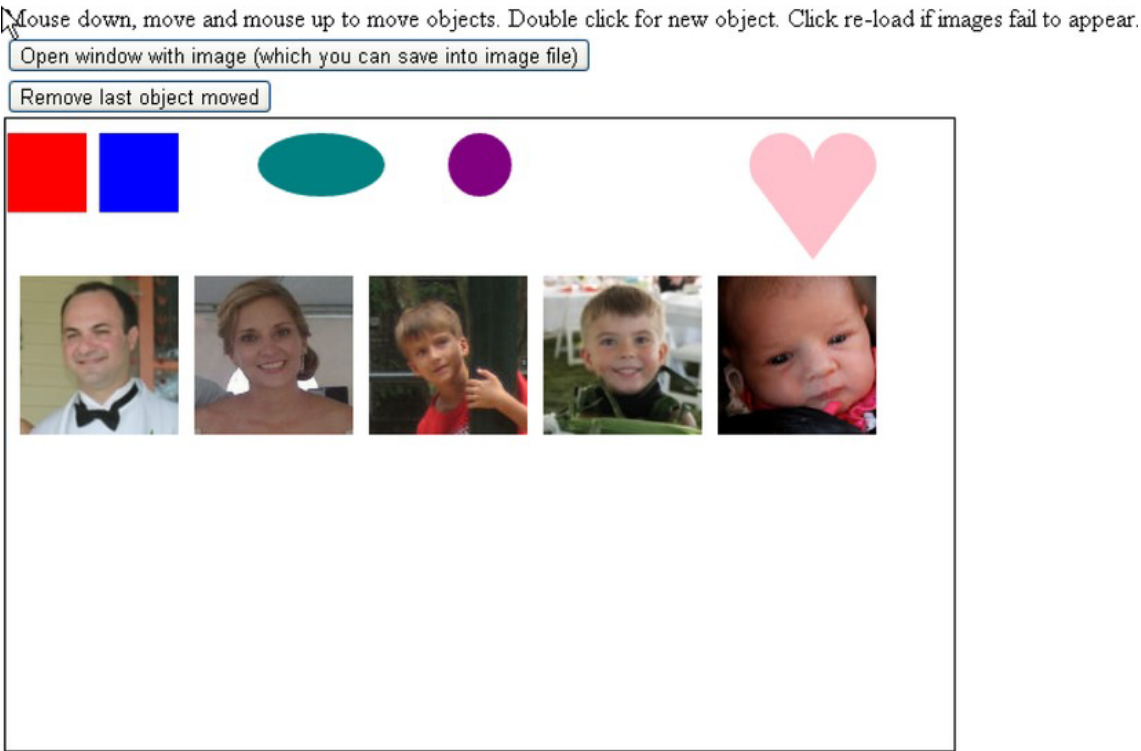 Mouse down, move and mouse up to move objects. Double click for new object. Click re-load if images fail to appear.
Open window with image (which you can save into image file)
Remove last object moved